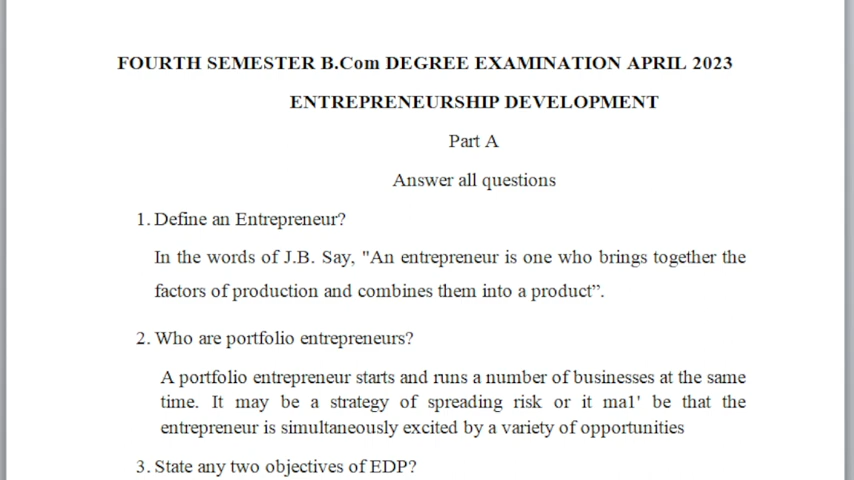 FOURTH SEMESTER B.Com DEGREE EXAMINATION APRIL 2023
ENTREPRENEURSHIP DEVELOPMENT
Part A
Answer all questions
1. Define an Entrepreneur?
In the words of J.B. Say, "An entrepreneur is one who brings together the
factors of production and combines them into a product”.
2. Who are portfolio entrepreneurs?
A portfolio entrepreneur starts and runs a number of businesses at the same
time. It may be a strategy of spreading risk or it ma1' be that the
entrepreneur is simultaneously excited by a variety of opportunities
3. State any two objectives of EDP?